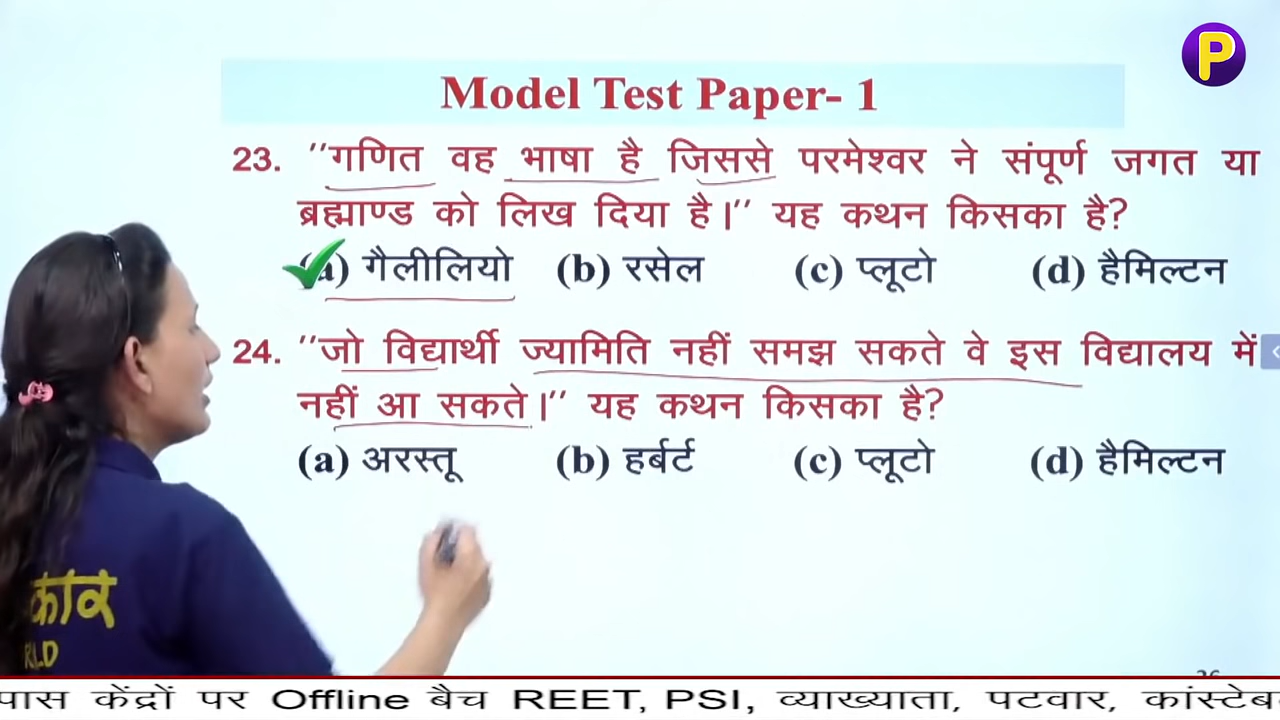 P
Model Test Paper- 1
23. ''गणित वह भाषा है जिससे परमेश्वर ने संपूर्ण जगत या
ब्रह्माण्ड को लिख दिया है।'' यह कथन किसका है?
(a) गैलीलियो (b) रसेल (c) प्लूटो (d) हैमिल्टन
24. ''जो विद्यार्थी ज्यामिति नहीं समझ सकते वे इस विद्यालय में
नहीं आ सकते।'' यह कथन किसका है?
(a) अरस्तू (b) हर्बर्ट (c) प्लूटो (d) हैमिल्टन
पास केंद्रों पर Offline बैच REET, PSI, व्याख्याता, पटवार,